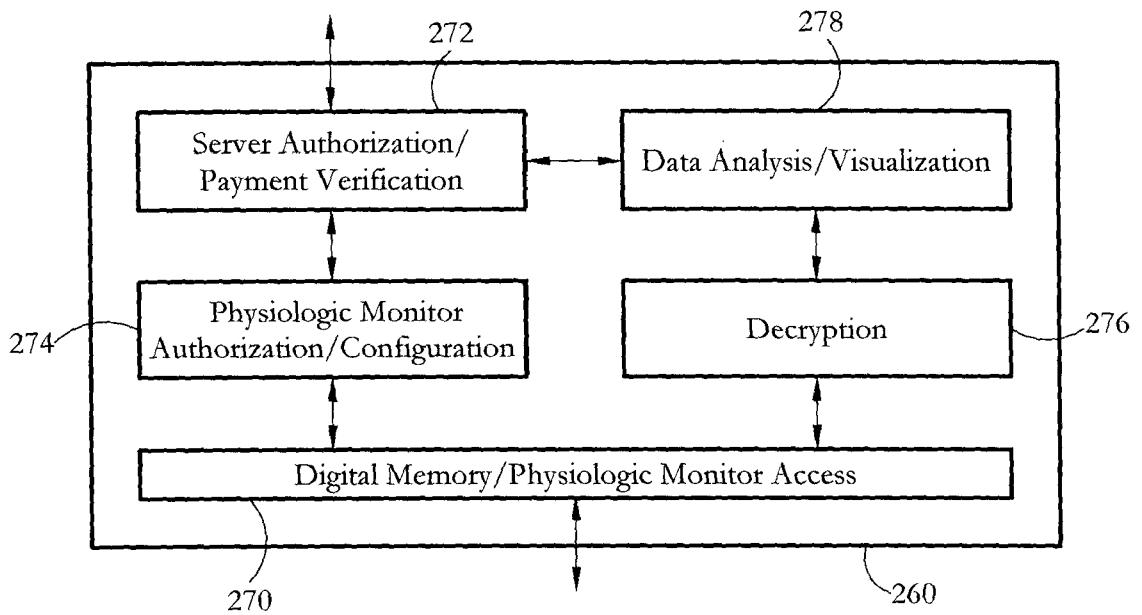 272
278
Server Authorization/
Payment Verification
Data Analysis/Visualization
Physiologic Monitor
Authorization/Configuration
274
Decryption
276
Digital Memory/Physiologic Monitor Access
270
260